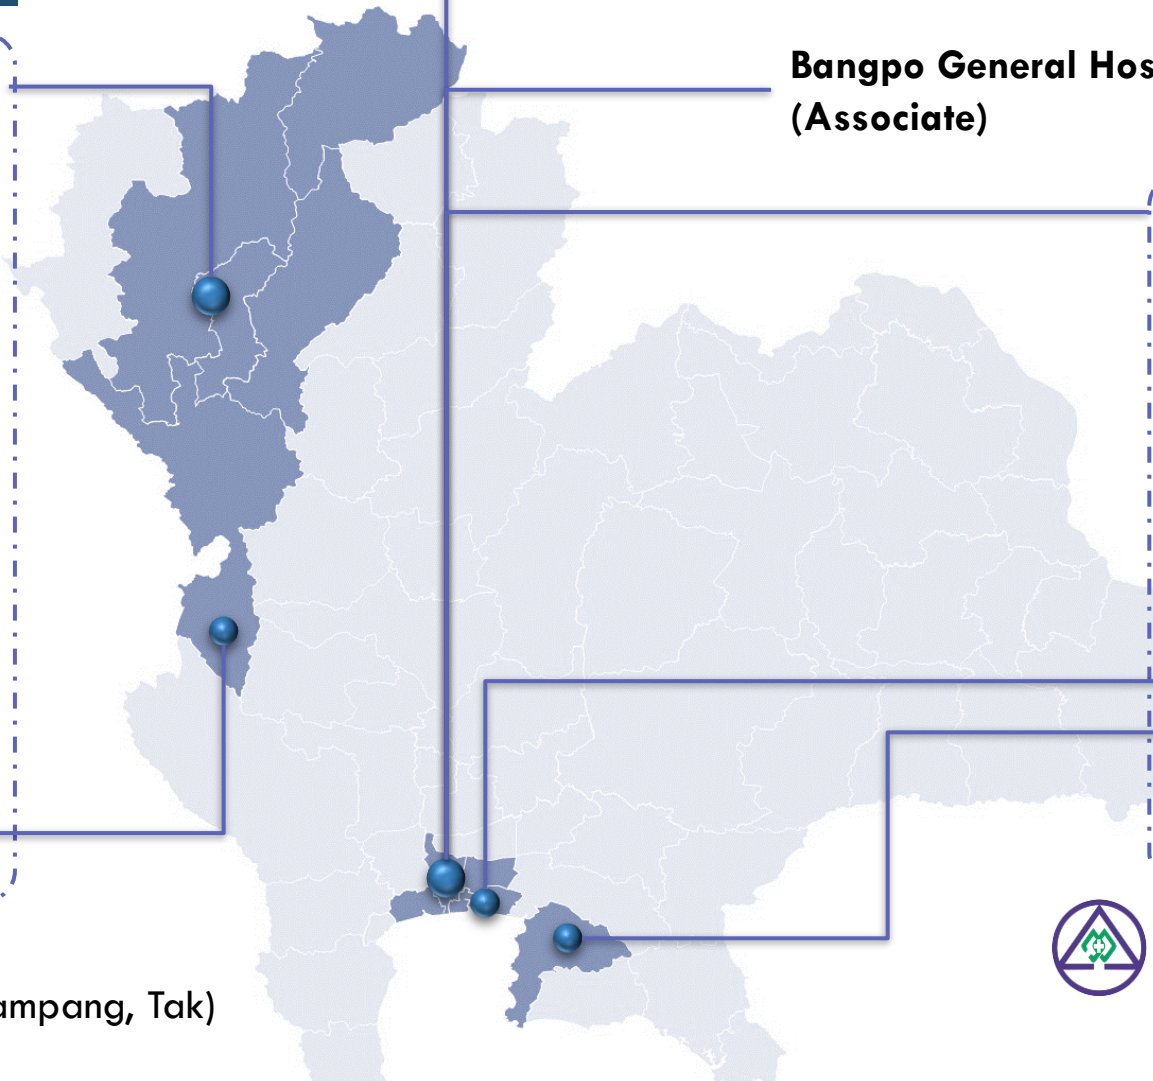 Bangpo General Hos
(Associate)
ampang, Tak)